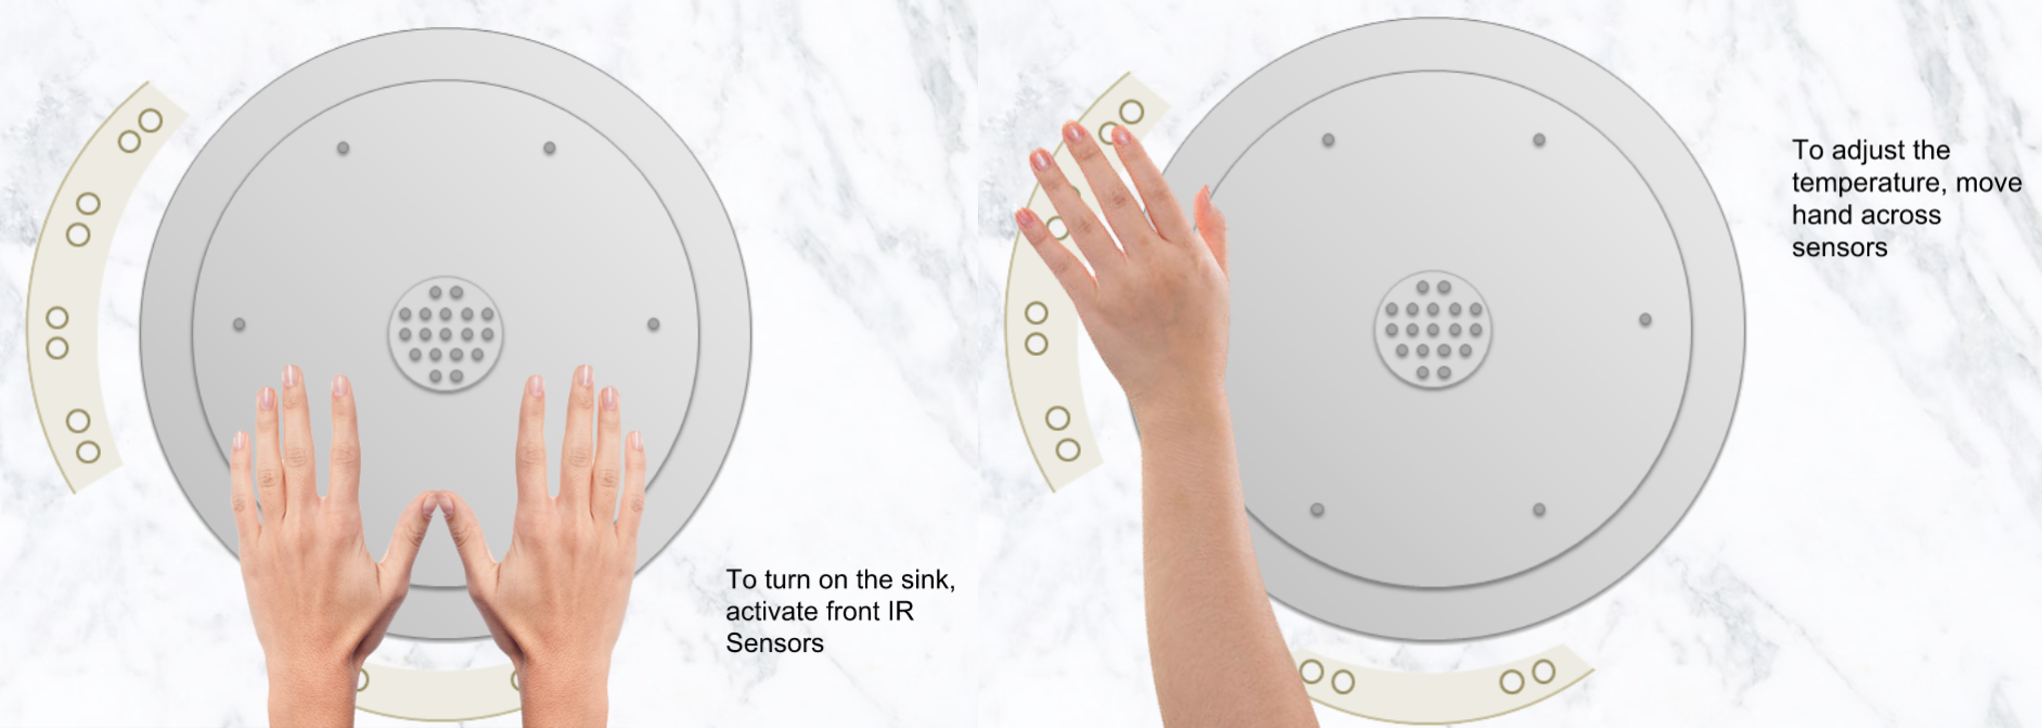 To turn on the sink,
activate front IR
Sensors
To adjust the
temperature, move
hand across
sensors